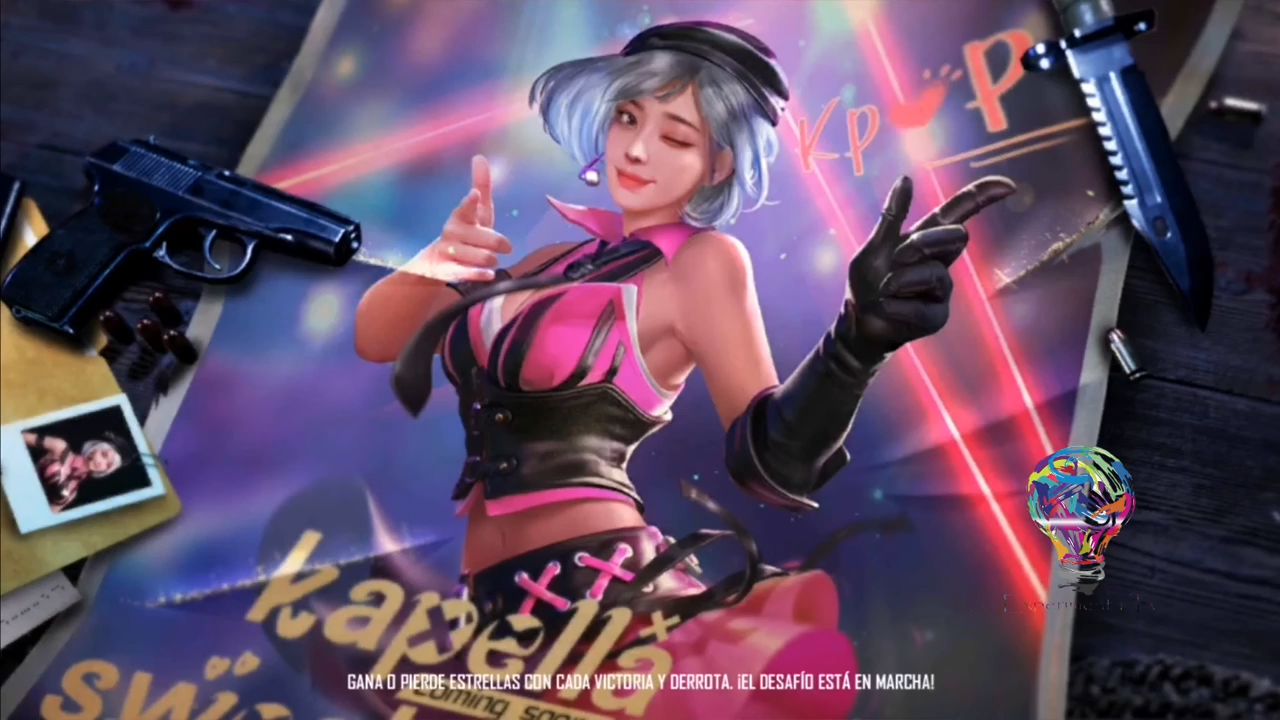 KPOP
kapella
coming soon
GANA O PIERDE ESTRELLAS CON CADA VICTORIA Y DERROTA. ¡EL DESAFÍO ESTÁ EN MARCHA!